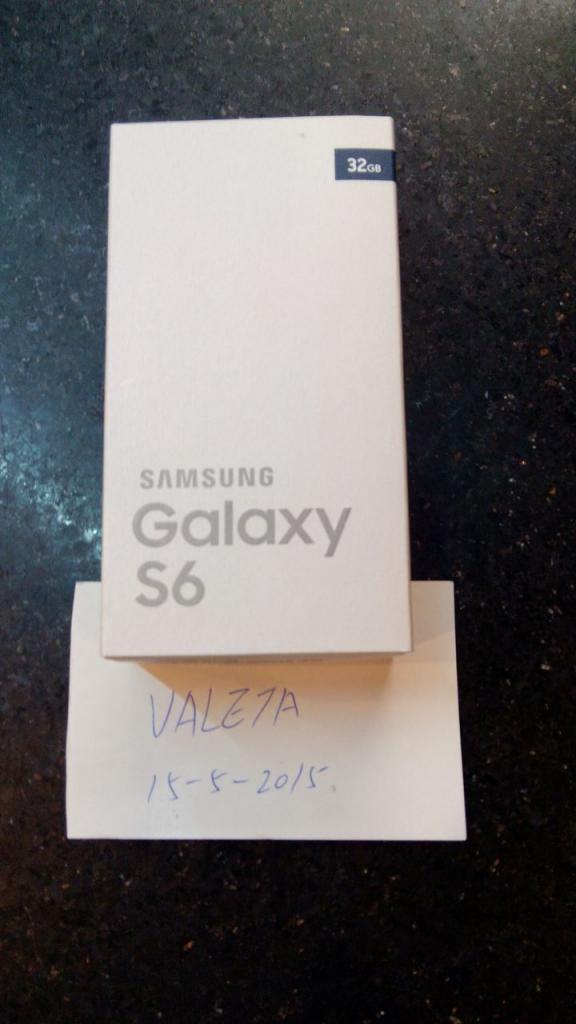 32GB
SAMSUNG
Galaxy
S6
VALETA
15-5-2015